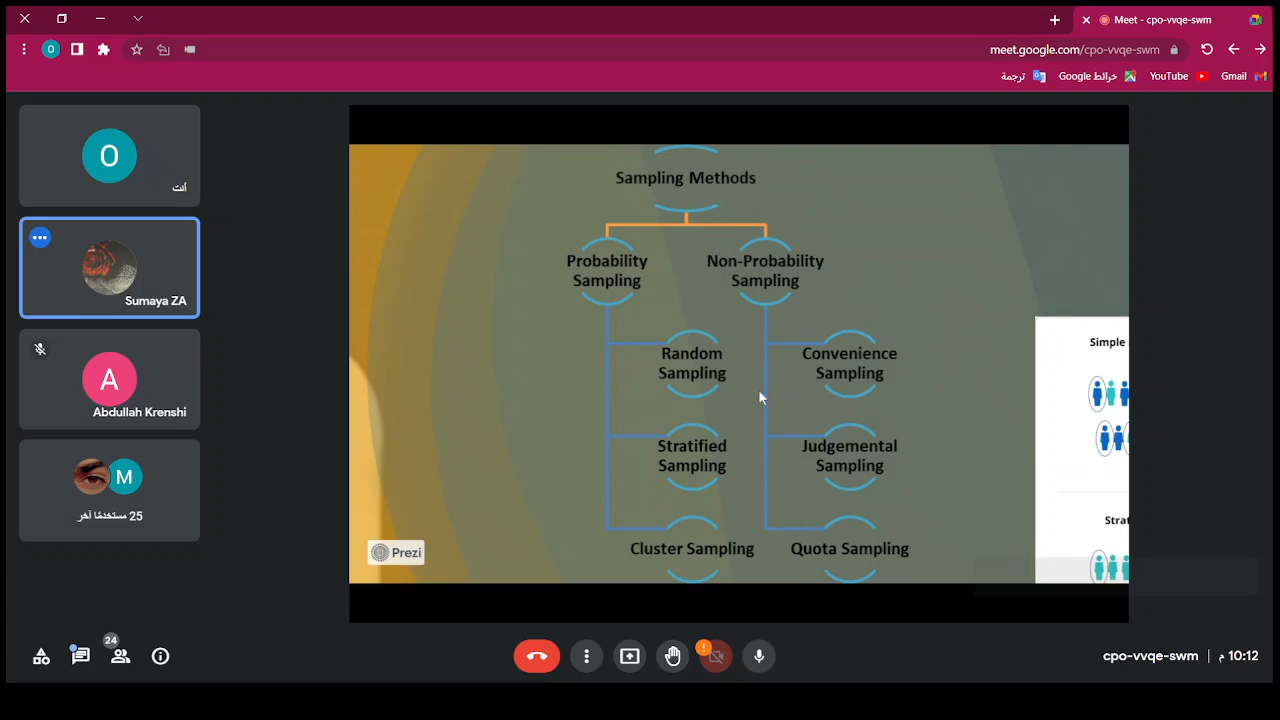 Meet - cpo-vvqe-swm
O
meet.google.com/cpo-vvqe-swm
ترجمة
خرائط Google
YouTube
Gmail
O
أنت
Sumaya ZA
A
Abdullah Krenshi
M
25 مستخدمًا آخر
Sampling Methods
Probability
Sampling
Non-Probability
Sampling
Random
Sampling
Convenience
Sampling
Stratified
Sampling
Judgemental
Sampling
Cluster Sampling
Quota Sampling
Simple
Strat
Prezi
24
cpo-vvqe-swm
10:12 م